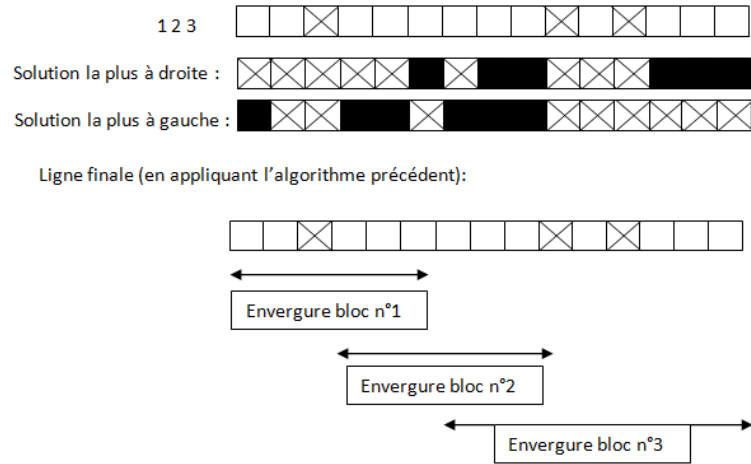 1 2 3
Solution la plus à droite :
Solution la plus à gauche :
Ligne finale (en appliquant l'algorithme précédent):
Envergure bloc n°1
Envergure bloc n°2
Envergure bloc n°3